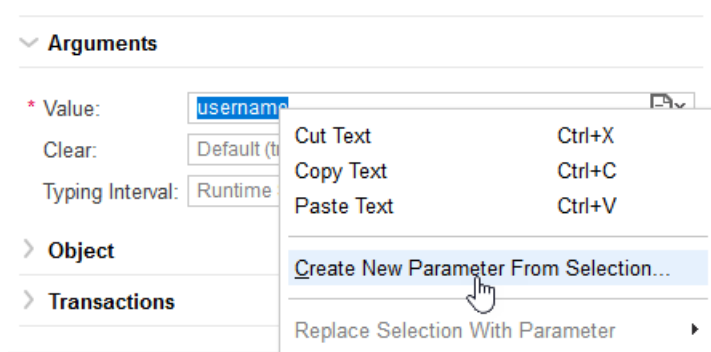 Arguments
* Value: username
Cut Text Ctrl+X
Clear: Default (t
Copy Text Ctrl+C
Typing Interval: Runtime
Paste Text Ctrl+V
Object
Create New Parameter From Selection...
Transactions
Replace Selection With Parameter